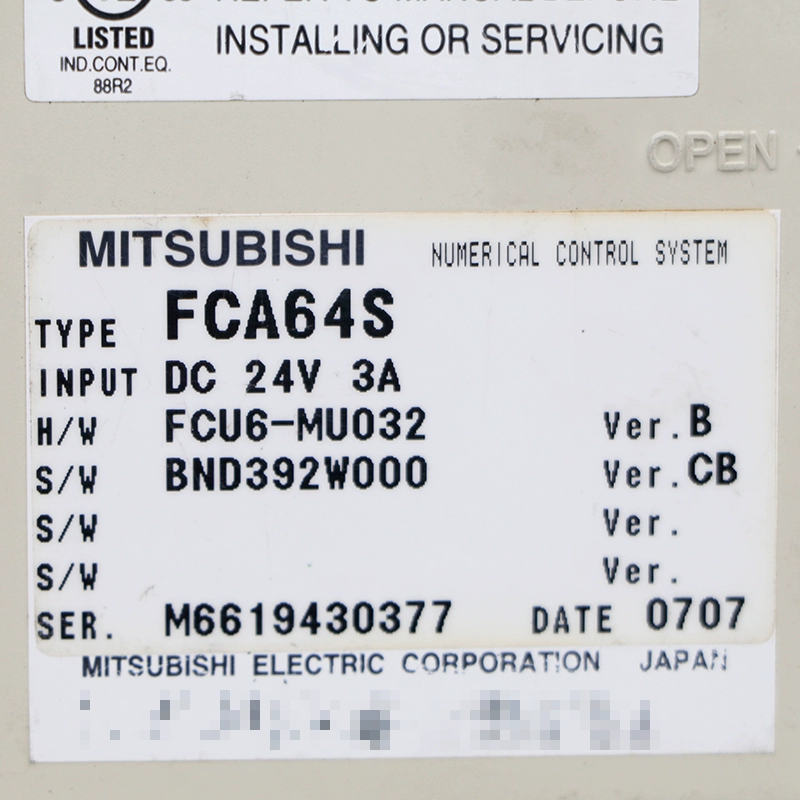 LISTED
IND.CONT.EQ.
88R2
INSTALLING OR SERVICING
OPEN
MITSUBISHI NUMERICAL CONTROL SYSTEM
TYPE FCA64S
INPUT DC 24V 3A
H/W FCU6-MU032 Ver. B
S/W BND392W000 Ver. CB
S/W Ver.
S/W Ver.
SER. M6619430377 DATE 0707
MITSUBISHI ELECTRIC CORPORATION JAPAN